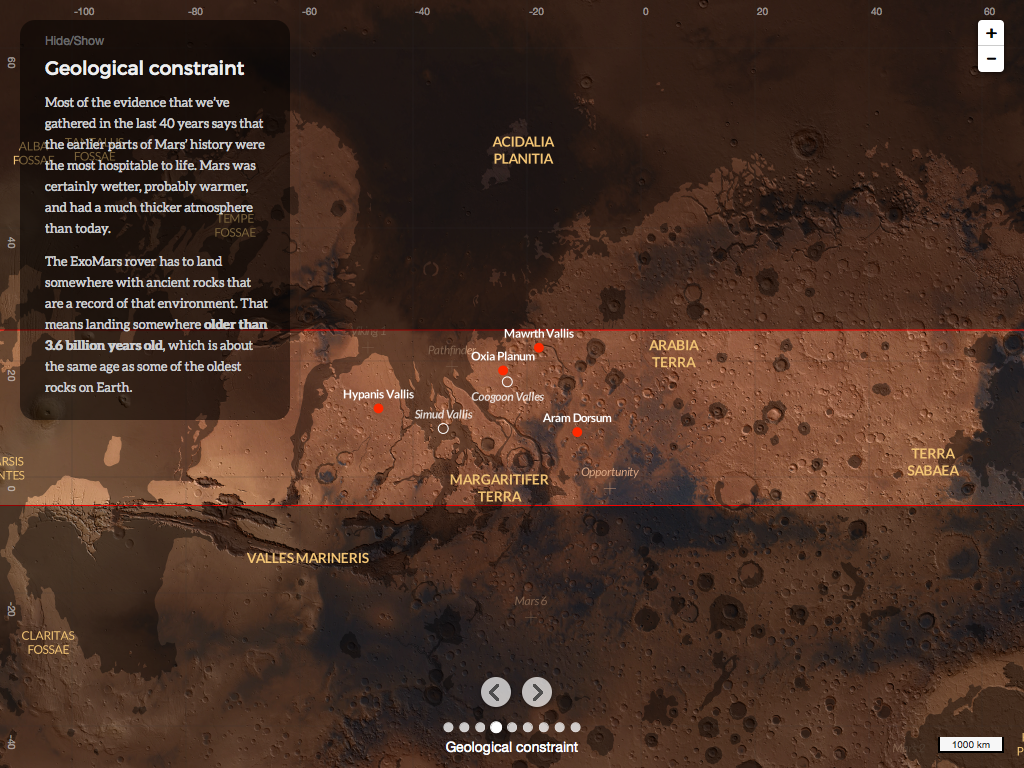 -100
-80
-60
-40
-20
0
20
40
60
Hide/Show
Geological constraint
Most of the evidence that we've
gathered in the last 40 years says that
the earlier parts of Mars' history were
the most hospitable to life. Mars was
certainly wetter, probably warmer,
and had a much thicker atmosphere
than today.
The ExoMars rover has to land
somewhere with ancient rocks that
are a record of that environment. That
means landing somewhere older than
3.6 billion years old, which is about
the same age as some of the oldest
rocks on Earth.
+
−
60
40
20
0
-20
-40
FOSSAE
FOSSAE
TEMPE
FOSSAE
ACIDALIA
PLANITIA
Viking 1
Mawrth Vallis
Pathfinder
Oxia Planum
ARABIA
TERRA
Hypanis Vallis
Coogoon Valles
Simud Vallis
Aram Dorsum
Opportunity
MARGARITIFER
TERRA
TERRA
SABAEA
VALLES MARINERIS
Mars 6
CLARITAS
FOSSAE
Geological constraint
1000 km